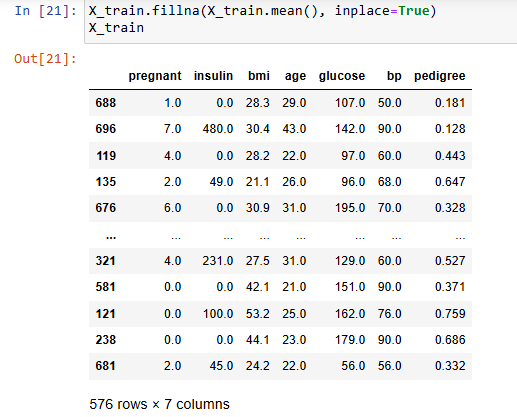 In [21]: X_train.fillna(X_train.mean(), inplace=True)
X_train
Out[21]:
pregnant insulin bmi age glucose bp pedigree
688 1.0 0.0 28.3 29.0 107.0 50.0 0.181
696 7.0 480.0 30.4 43.0 142.0 90.0 0.128
119 4.0 0.0 28.2 22.0 97.0 60.0 0.443
135 2.0 49.0 21.1 26.0 96.0 68.0 0.647
676 6.0 0.0 30.9 31.0 195.0 70.0 0.328
... ... ... ... ... ... ... ...
321 4.0 231.0 27.5 31.0 129.0 60.0 0.527
581 0.0 0.0 42.1 21.0 151.0 90.0 0.371
121 0.0 100.0 53.2 25.0 162.0 76.0 0.759
238 0.0 0.0 44.1 23.0 179.0 90.0 0.686
681 2.0 45.0 24.2 22.0 56.0 56.0 0.332
576 rows × 7 columns